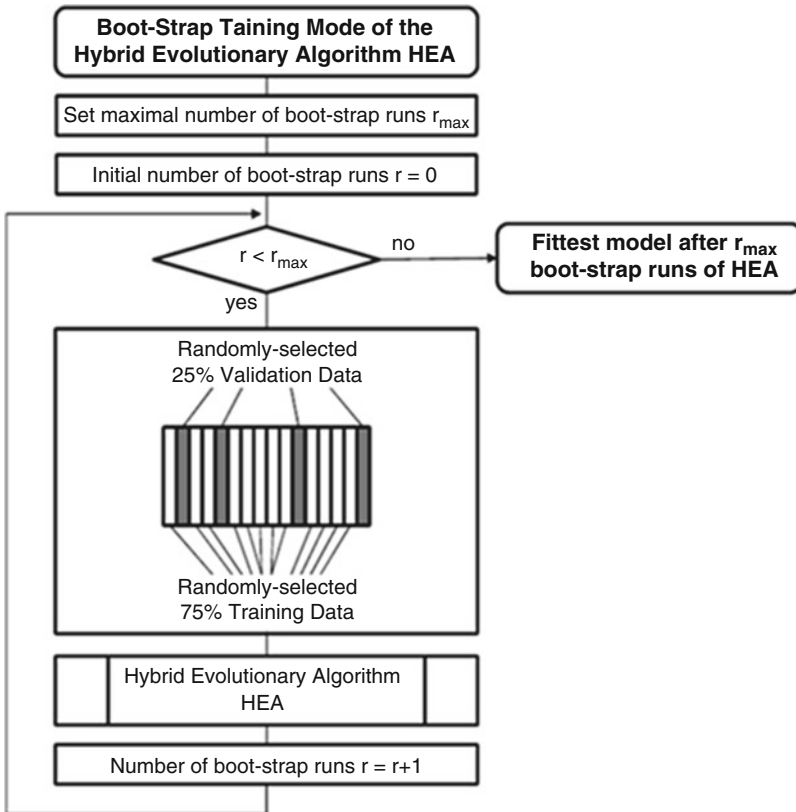 Boot-Strap Taining Mode of the
Hybrid Evolutionary Algorithm HEA
Set maximal number of boot-strap runs rmax
Initial number of boot-strap runs r = 0
r < rmax
no
Fittest model after rmax
boot-strap runs of HEA
yes
Randomly-selected
25% Validation Data
Randomly-selected
75% Training Data
Hybrid Evolutionary Algorithm
HEA
Number of boot-strap runs r = r+1